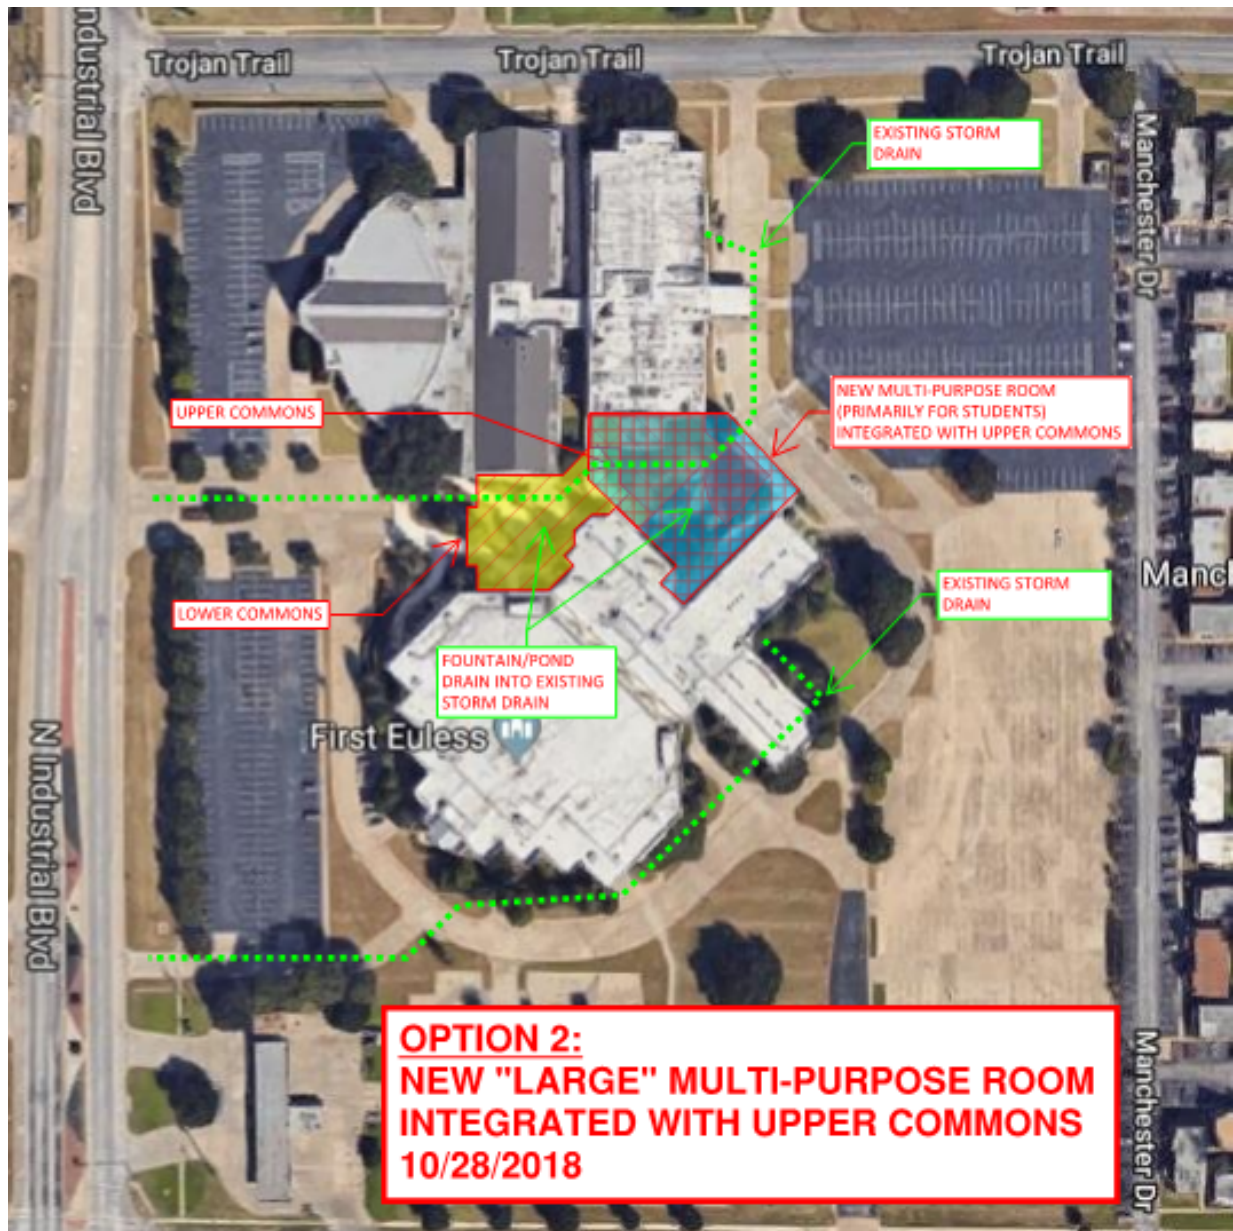 Trojan Trail
Trojan Trail
Trojan Trail
ndustrial Blvd
Manchester Dr
EXISTING STORM
DRAIN
UPPER COMMONS
NEW MULTI-PURPOSE ROOM
(PRIMARILY FOR STUDENTS)
INTEGRATED WITH UPPER COMMONS
LOWER COMMONS
EXISTING STORM
DRAIN
Manc
FOUNTAIN/POND
DRAIN INTO EXISTING
STORM DRAIN
First Euless
N Industrial Blvd
Manchester Dr
OPTION 2:
NEW "LARGE" MULTI-PURPOSE ROOM
INTEGRATED WITH UPPER COMMONS
10/28/2018